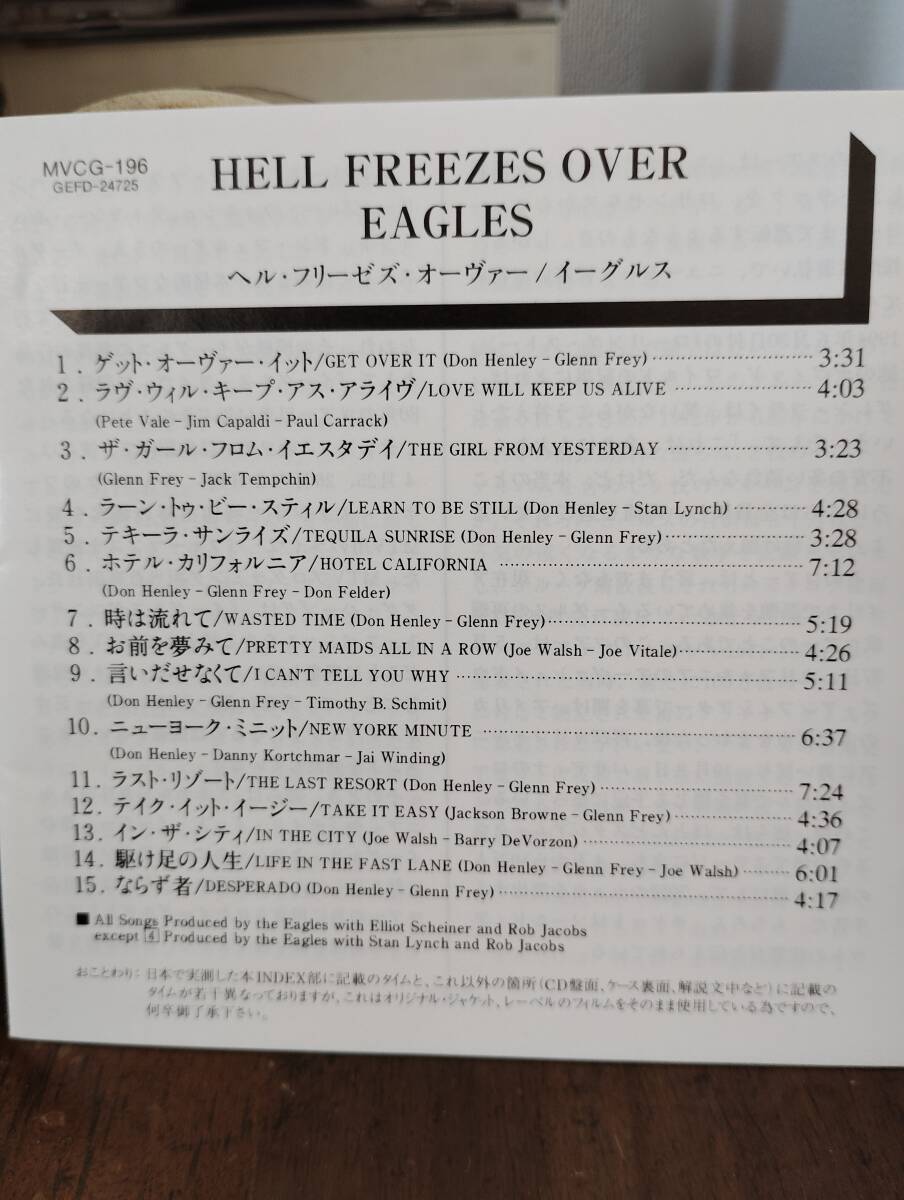 MVCG-196
GEFD-24725
HELL FREEZES OVER
EAGLES
ヘル・フリーゼズ・オーヴァー/イーグルス
1. ゲット・オーヴァー・イット/GET OVER IT (Don Henley – Glenn Frey)························3:31
2. ラヴ・ウィル・キープ・アス・アライヴ/LOVE WILL KEEP US ALIVE ····················4:03
(Pete Vale – Jim Capaldi – Paul Carrack)
3. ザ・ガール・フロム・イエスタデイ/THE GIRL FROM YESTERDAY ·····················3:23
(Glenn Frey – Jack Tempchin)
4. ラーン・トゥ・ビー・スティル/LEARN TO BE STILL (Don Henley – Stan Lynch)············4:28
5. テキーラ・サンライズ/TEQUILA SUNRISE (Don Henley – Glenn Frey)·····················3:28
6. ホテル・カリフォルニア/HOTEL CALIFORNIA ··············································7:12
(Don Henley – Glenn Frey – Don Felder)
7. 時は流れて/WASTED TIME (Don Henley – Glenn Frey)·····································5:19
8. お前を夢みて/PRETTY MAIDS ALL IN A ROW (Joe Walsh – Joe Vitale)··················4:26
9. 言いだせなくて/I CAN'T TELL YOU WHY ··················································5:11
(Don Henley – Glenn Frey – Timothy B. Schmit)
10. ニューヨーク・ミニット/NEW YORK MINUTE ···············································6:37
(Don Henley – Danny Kortchmar – Jai Winding)
11. ラスト・リゾート/THE LAST RESORT (Don Henley – Glenn Frey)·····························7:24
12. テイク・イット・イージー/TAKE IT EASY (Jackson Browne – Glenn Frey)··················4:36
13. イン・ザ・シティ/IN THE CITY (Joe Walsh – Barry DeVorzon)·······························4:07
14. 駆け足の人生/LIFE IN THE FAST LANE (Don Henley – Glenn Frey – Joe Walsh)········6:01
15. ならず者/DESPERADO (Don Henley – Glenn Frey)···········································4:17
■ All Songs Produced by the Eagles with Elliot Scheiner and Rob Jacobs
except 4 Produced by the Eagles with Stan Lynch and Rob Jacobs
おことわり：日本で実測した本INDEX部に記載のタイムと、これ以外の箇所（CD盤面、ケース裏面、解説文中など）に記載の
タイムが若干異なっておりますが、これはオリジナル・ジャケット、レーベルのフィルムをそのまま使用している為ですので、
何卒御了承下さい。